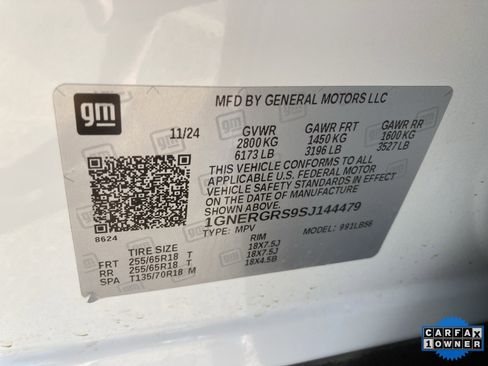 gm
MFD BY GENERAL MOTORS LLC
11/24 GVWR GAWR FRT GAWR RR
2800 KG 1450 KG 1600 KG
6173 LB 3196 LB 3527 LB
THIS VEHICLE CONFORMS TO ALL
APPLICABLE U.S. FEDERAL MOTOR
VEHICLE SAFETY STANDARDS IN EFFECT
ON THE DATE OF MANUFACTURE
SHOWN ABOVE.
1GNERGRS9SJ144479
8624
TYPE: MPV MODEL: 991LB56
TIRE SIZE RIM
FRT 255/65R18 T 18X7.5J
RR 255/65R18 T 18X7.5J
SPA T135/70R18 M 18X4.5B
CARFAX
1 OWNER